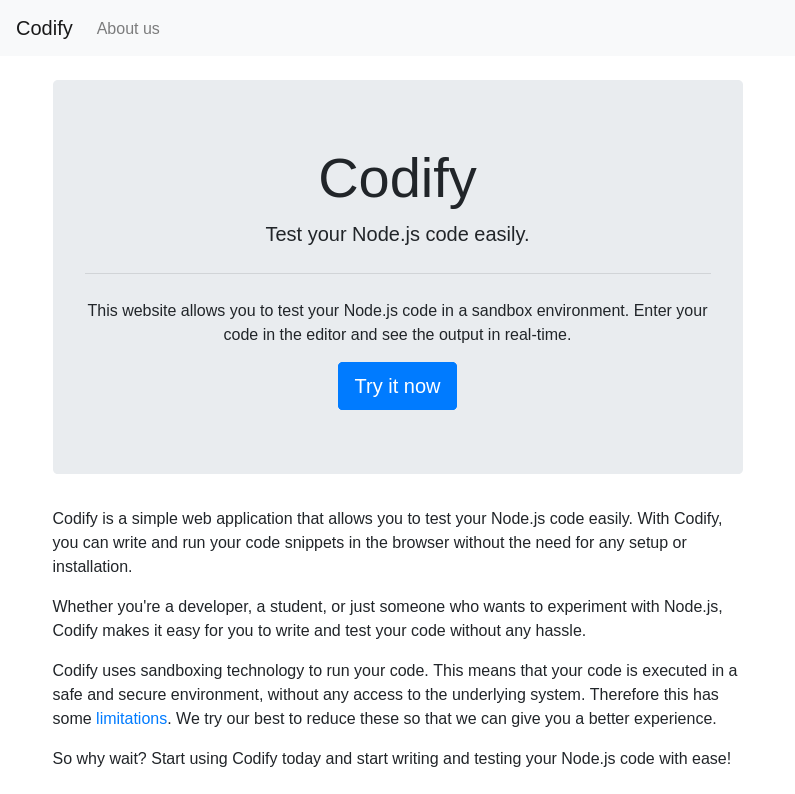 Codify About us
Codify
Test your Node.js code easily.
This website allows you to test your Node.js code in a sandbox environment. Enter your
code in the editor and see the output in real-time.
Try it now
Codify is a simple web application that allows you to test your Node.js code easily. With Codify,
you can write and run your code snippets in the browser without the need for any setup or
installation.
Whether you're a developer, a student, or just someone who wants to experiment with Node.js,
Codify makes it easy for you to write and test your code without any hassle.
Codify uses sandboxing technology to run your code. This means that your code is executed in a
safe and secure environment, without any access to the underlying system. Therefore this has
some limitations. We try our best to reduce these so that we can give you a better experience.
So why wait? Start using Codify today and start writing and testing your Node.js code with ease!